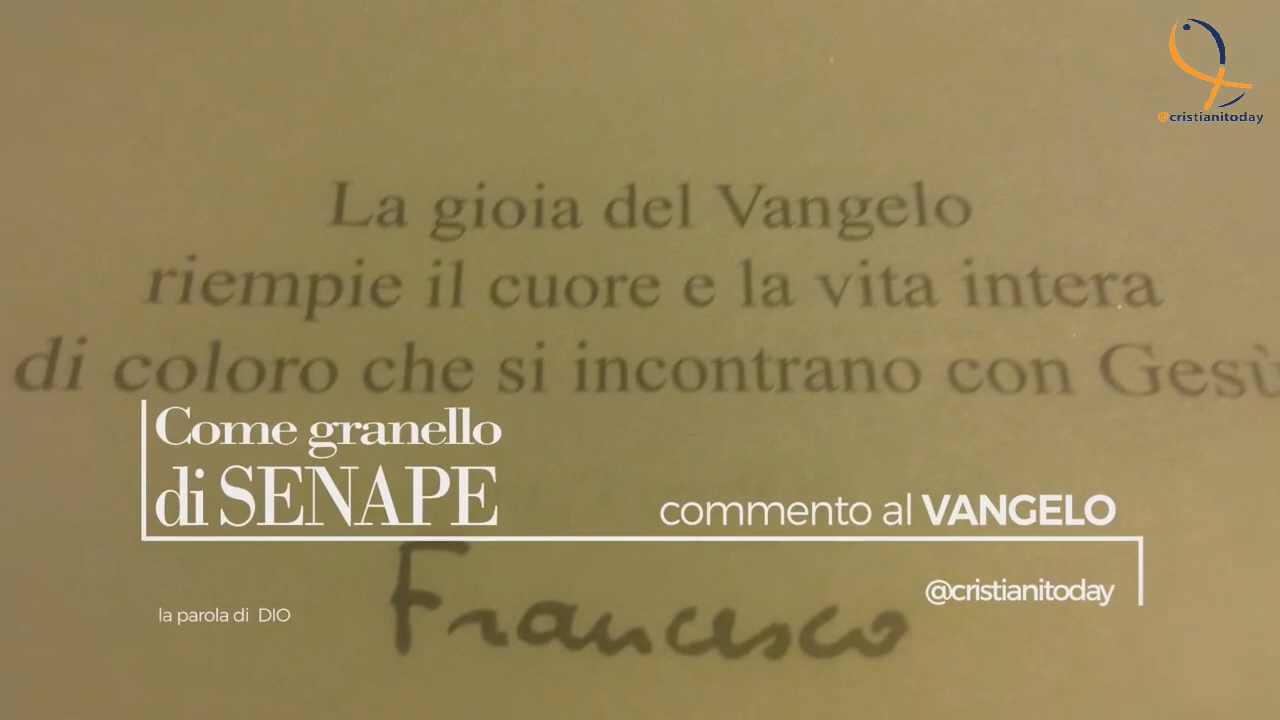 @cristianitoday
La gioia del Vangelo
riempie il cuore e la vita intera
di coloro che si incontrano con Gesù
Come granello
di SENAPE
commento al VANGELO
@cristianitoday
la parola di DIO
Francesco